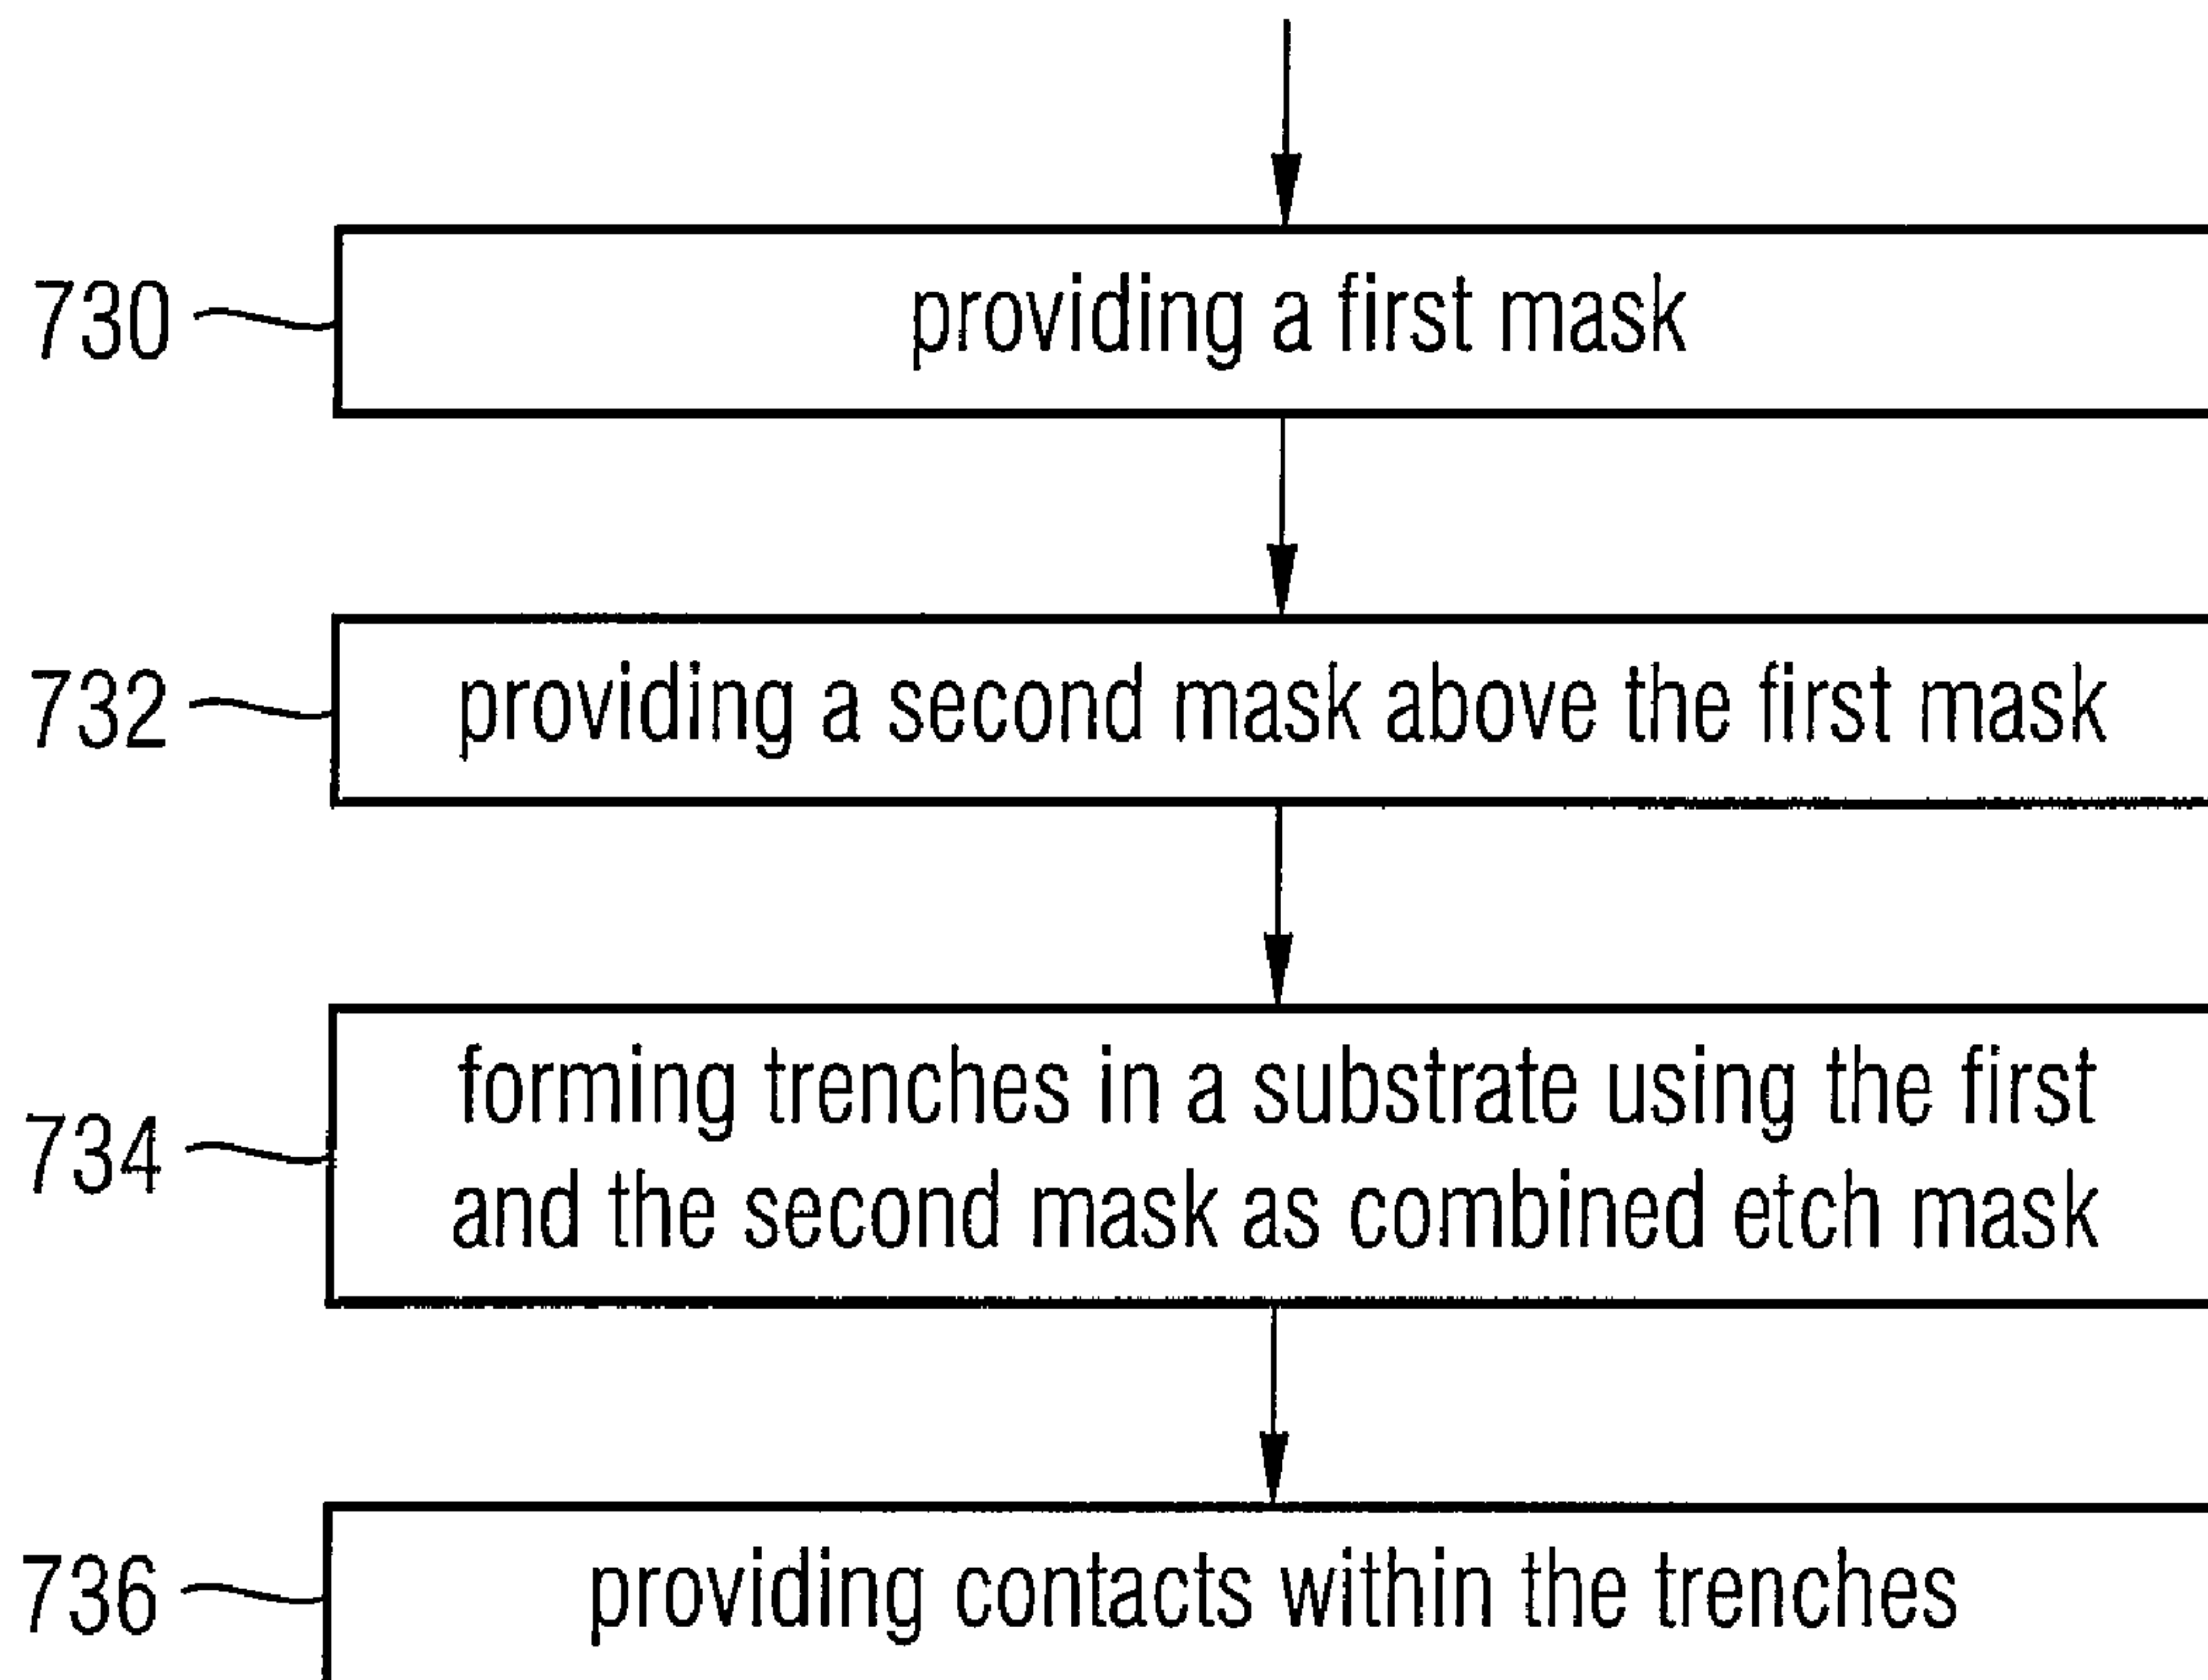 730
providing a first mask
732
providing a second mask above the first mask
734
forming trenches in a substrate using the first
and the second mask as combined etch mask
736
providing contacts within the trenches